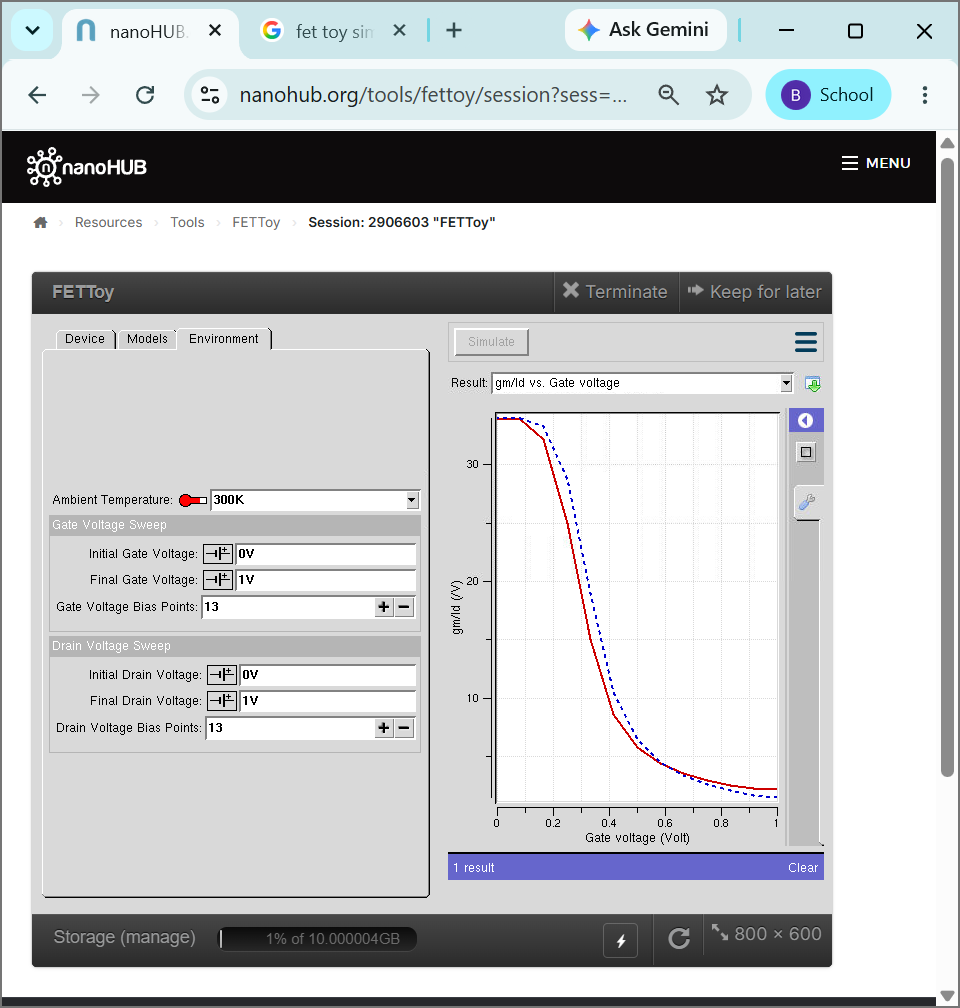 nanoHUB.
fet toy sin
Ask Gemini
nanohub.org/tools/fettoy/session?sess=...
B
School
nanoHUB
MENU
Resources
Tools
FETToy
Session: 2906603 "FETToy"
FETToy
Terminate
Keep for later
Device
Models
Environment
Ambient Temperature:
300K
Gate Voltage Sweep
Initial Gate Voltage:
0V
Final Gate Voltage:
1V
Gate Voltage Bias Points:
13
Drain Voltage Sweep
Initial Drain Voltage:
0V
Final Drain Voltage:
1V
Drain Voltage Bias Points:
13
Simulate
Result:
gm/Id vs. Gate voltage
30
20
10
gm/Id (/V)
0
0.2
0.4
0.6
0.8
1
Gate voltage (Volt)
1 result
Clear
Storage (manage)
1% of 10.000004GB
800 × 600